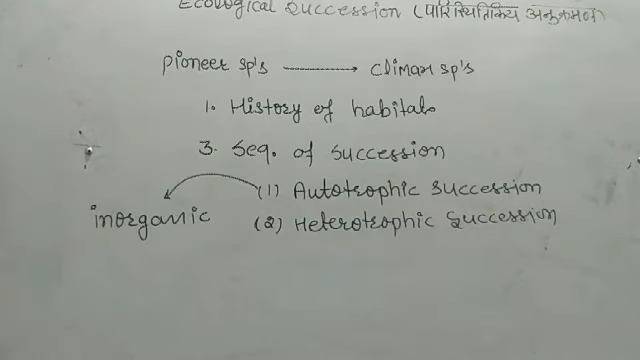 Ecological Succession (पारिस्थितिकिय अनुक्रमण)
Pioneer sp's → climax sp's
1. History of habitats
3. Seq. of succession
(1) Autotrophic succession
inorganic (2) Heterotrophic Succession